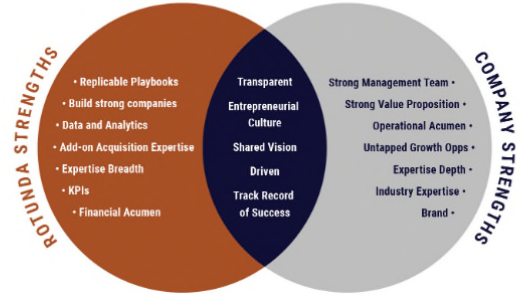 ROTUNDA STRENGTHS
• Replicable Playbooks
• Build strong companies
• Data and Analytics
• Add-on Acquisition Expertise
• Expertise Breadth
• KPIs
• Financial Acumen
Transparent
Entrepreneurial
Culture
Shared Vision
Driven
Track Record
of Success
Strong Management Team •
Strong Value Proposition •
Operational Acumen •
Untapped Growth Opps •
Expertise Depth •
Industry Expertise •
Brand •
COMPANY STRENGTHS